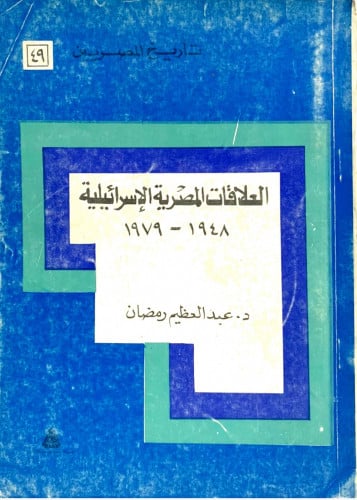 تاريخ المصريين
٤٩
العلاقات المصرية الإسرائيلية
١٩٤٨ - ١٩٧٩
د. عبد العظيم رمضان